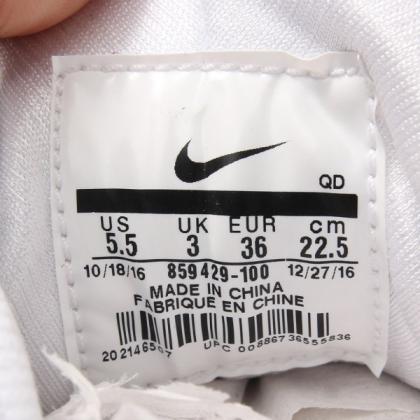 QD
US UK EUR cm
5.5 3 36 22.5
10/18/16 859429-100 12/27/16
MADE IN CHINA
FABRIQUE EN CHINE
UPC 00886736555836